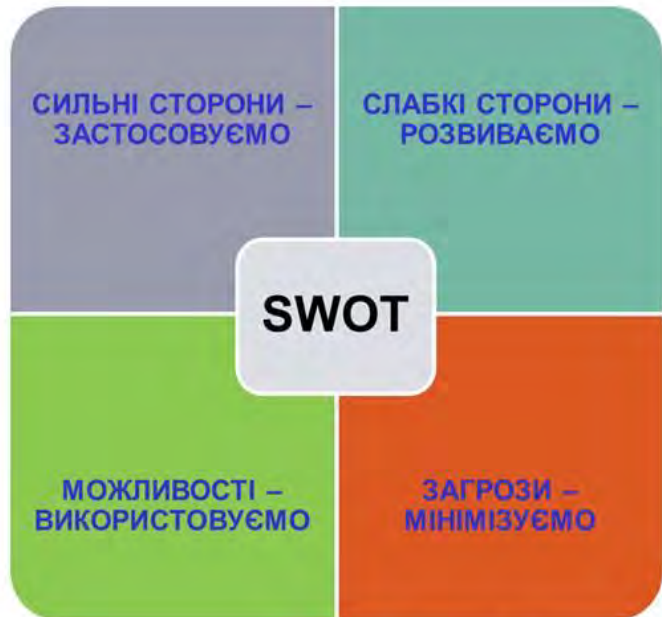 СИЛЬНІ СТОРОНИ –
ЗАСТОСОВУЄМО
СЛАБКІ СТОРОНИ –
РОЗВИВАЄМО
SWOT
МОЖЛИВОСТІ –
ВИКОРИСТОВУЄМО
ЗАГРОЗИ –
МІНІМІЗУЄМО